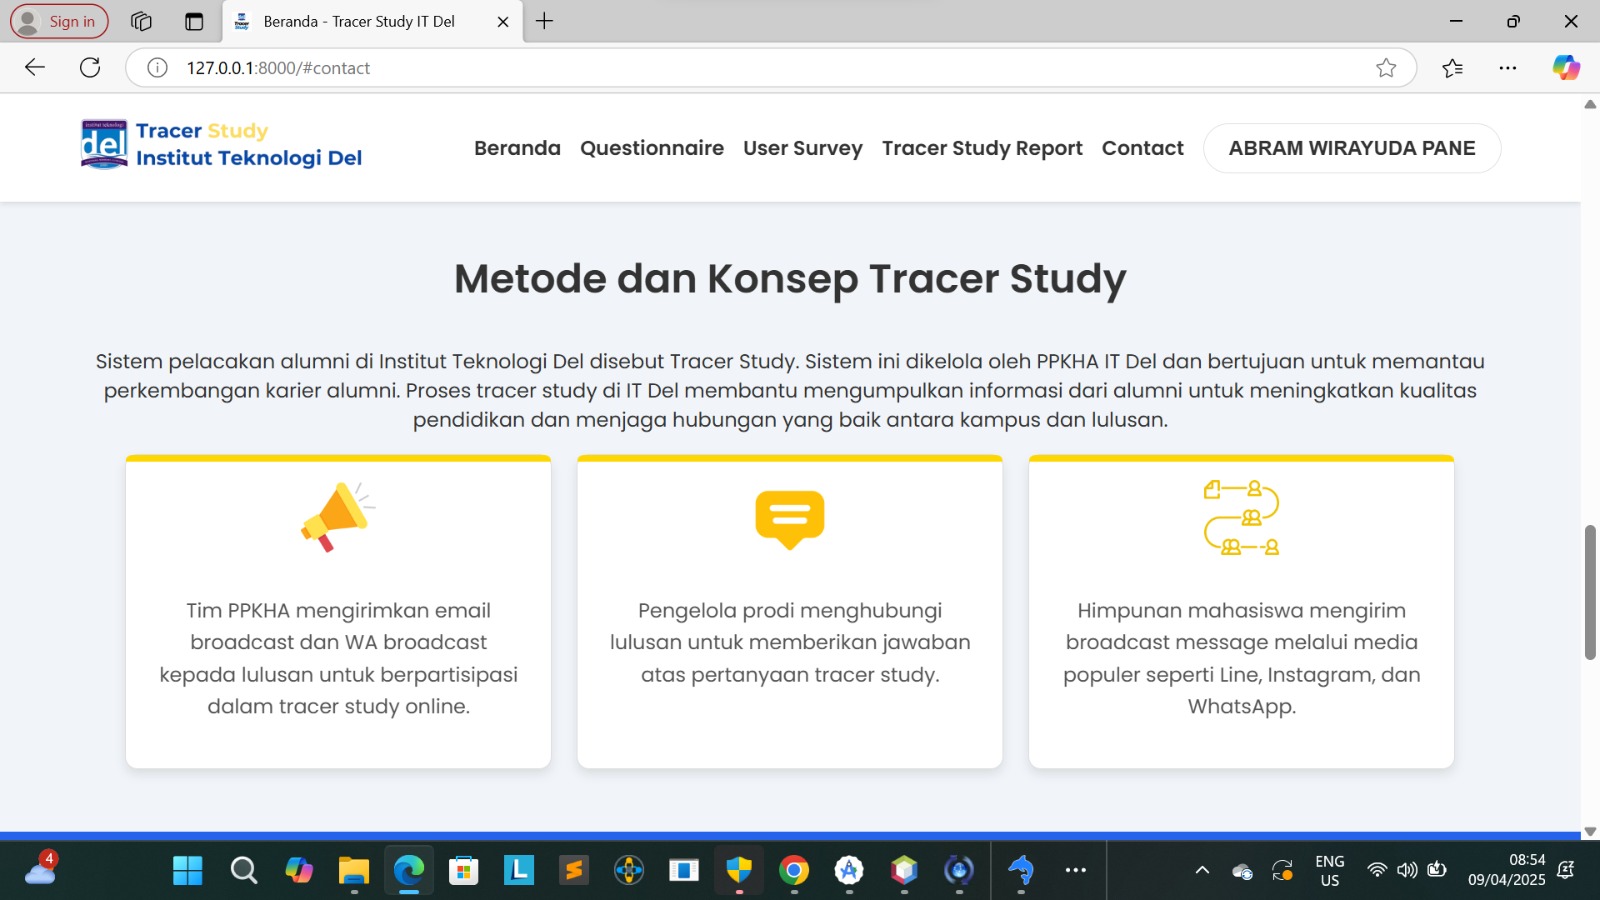 Sign in
Beranda - Tracer Study IT Del
127.0.0.1:8000/#contact
institut teknologi
del
Tracer Study
Institut Teknologi Del
Beranda
Questionnaire
User Survey
Tracer Study Report
Contact
ABRAM WIRAYUDA PANE
Metode dan Konsep Tracer Study
Sistem pelacakan alumni di Institut Teknologi Del disebut Tracer Study. Sistem ini dikelola oleh PPKHA IT Del dan bertujuan untuk memantau
perkembangan karier alumni. Proses tracer study di IT Del membantu mengumpulkan informasi dari alumni untuk meningkatkan kualitas
pendidikan dan menjaga hubungan yang baik antara kampus dan lulusan.
Tim PPKHA mengirimkan email
broadcast dan WA broadcast
kepada lulusan untuk berpartisipasi
dalam tracer study online.
Pengelola prodi menghubungi
lulusan untuk memberikan jawaban
atas pertanyaan tracer study.
Himpunan mahasiswa mengirim
broadcast message melalui media
populer seperti Line, Instagram, dan
WhatsApp.
4
L
ENG
US
08:54
09/04/2025